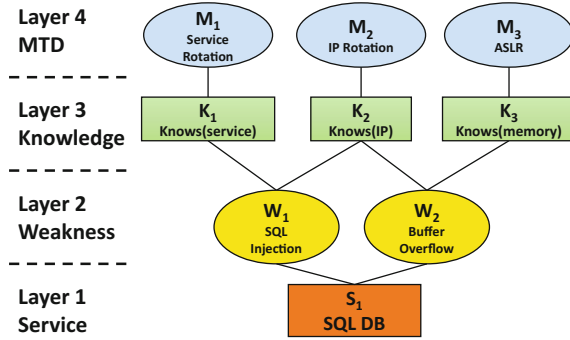 Layer 4
MTD
M1
Service
Rotation
M2
IP Rotation
M3
ASLR
Layer 3
Knowledge
K1
Knows(service)
K2
Knows(IP)
K3
Knows(memory)
Layer 2
Weakness
W1
SQL
Injection
W2
Buffer
Overflow
Layer 1
Service
S1
SQL DB